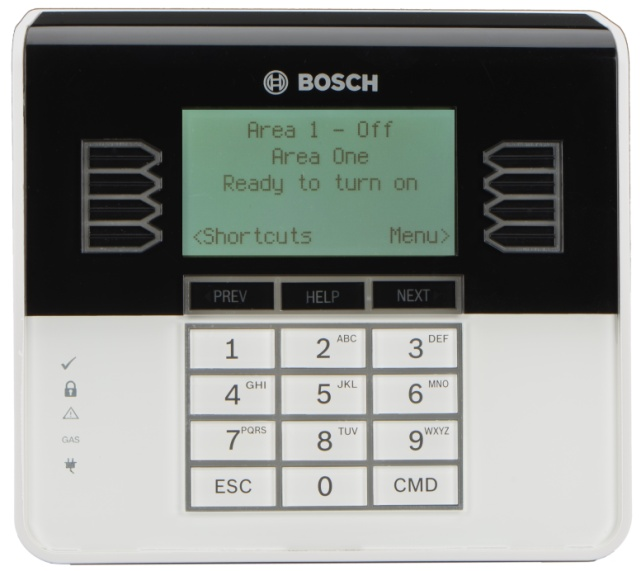 BOSCH
Area 1 - Off
Area One
Ready to turn on
<Shortcuts Menu>
PREV HELP NEXT
1 2 ABC 3 DEF
4 GHI 5 JKL 6 MNO
7 PQRS 8 TUV 9 WXYZ
ESC 0 CMD
GAS